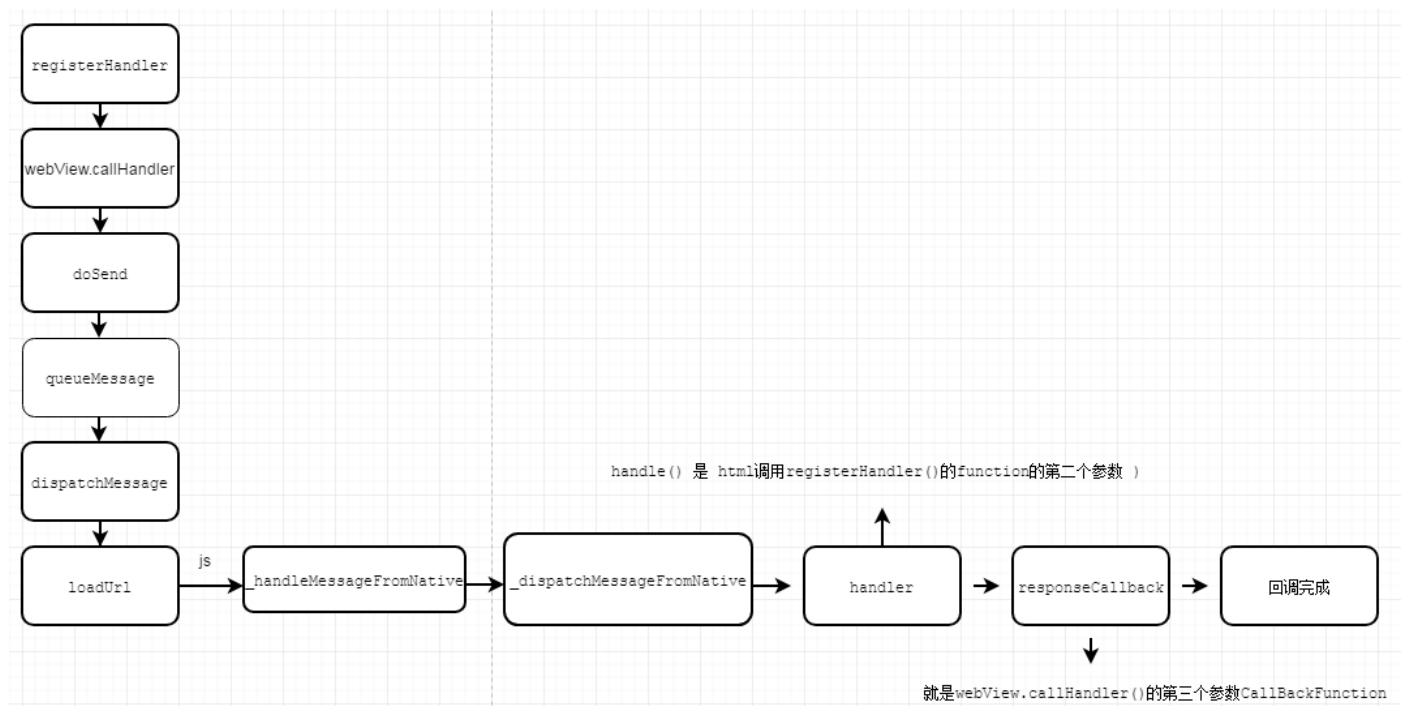 registerHandler
webView.callHandler
doSend
queueMessage
dispatchMessage
handle() 是 html调用registerHandler()的function的第二个参数 )
loadUrl
js
_handleMessageFromNative
_dispatchMessageFromNative
handler
responseCallback
回调完成
就是webView.callHandler()的第三个参数CallBackFunction